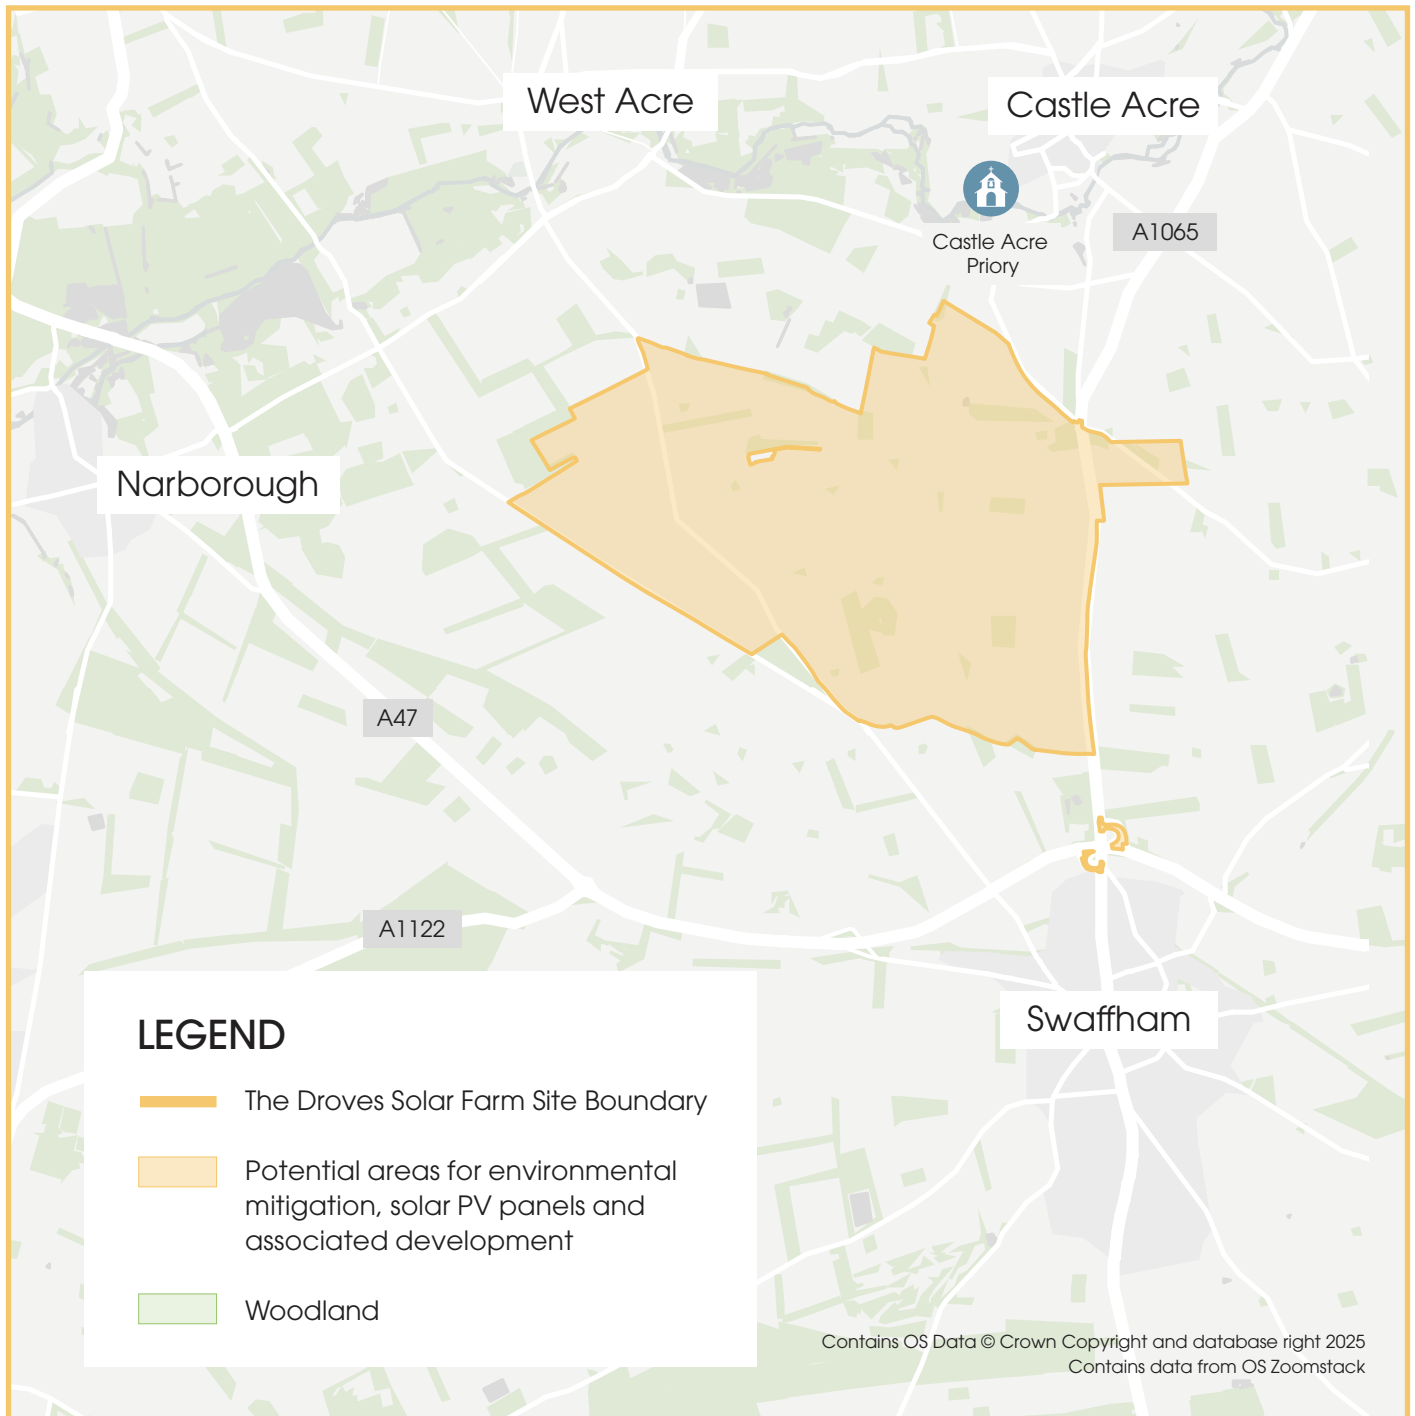 West Acre
Castle Acre
A1065
Castle Acre
Priory
Narborough
A47
A1122
Swaffham
LEGEND
The Droves Solar Farm Site Boundary
Potential areas for environmental
mitigation, solar PV panels and
associated development
Woodland
Contains OS Data © Crown Copyright and database right 2025
Contains data from OS Zoomstack